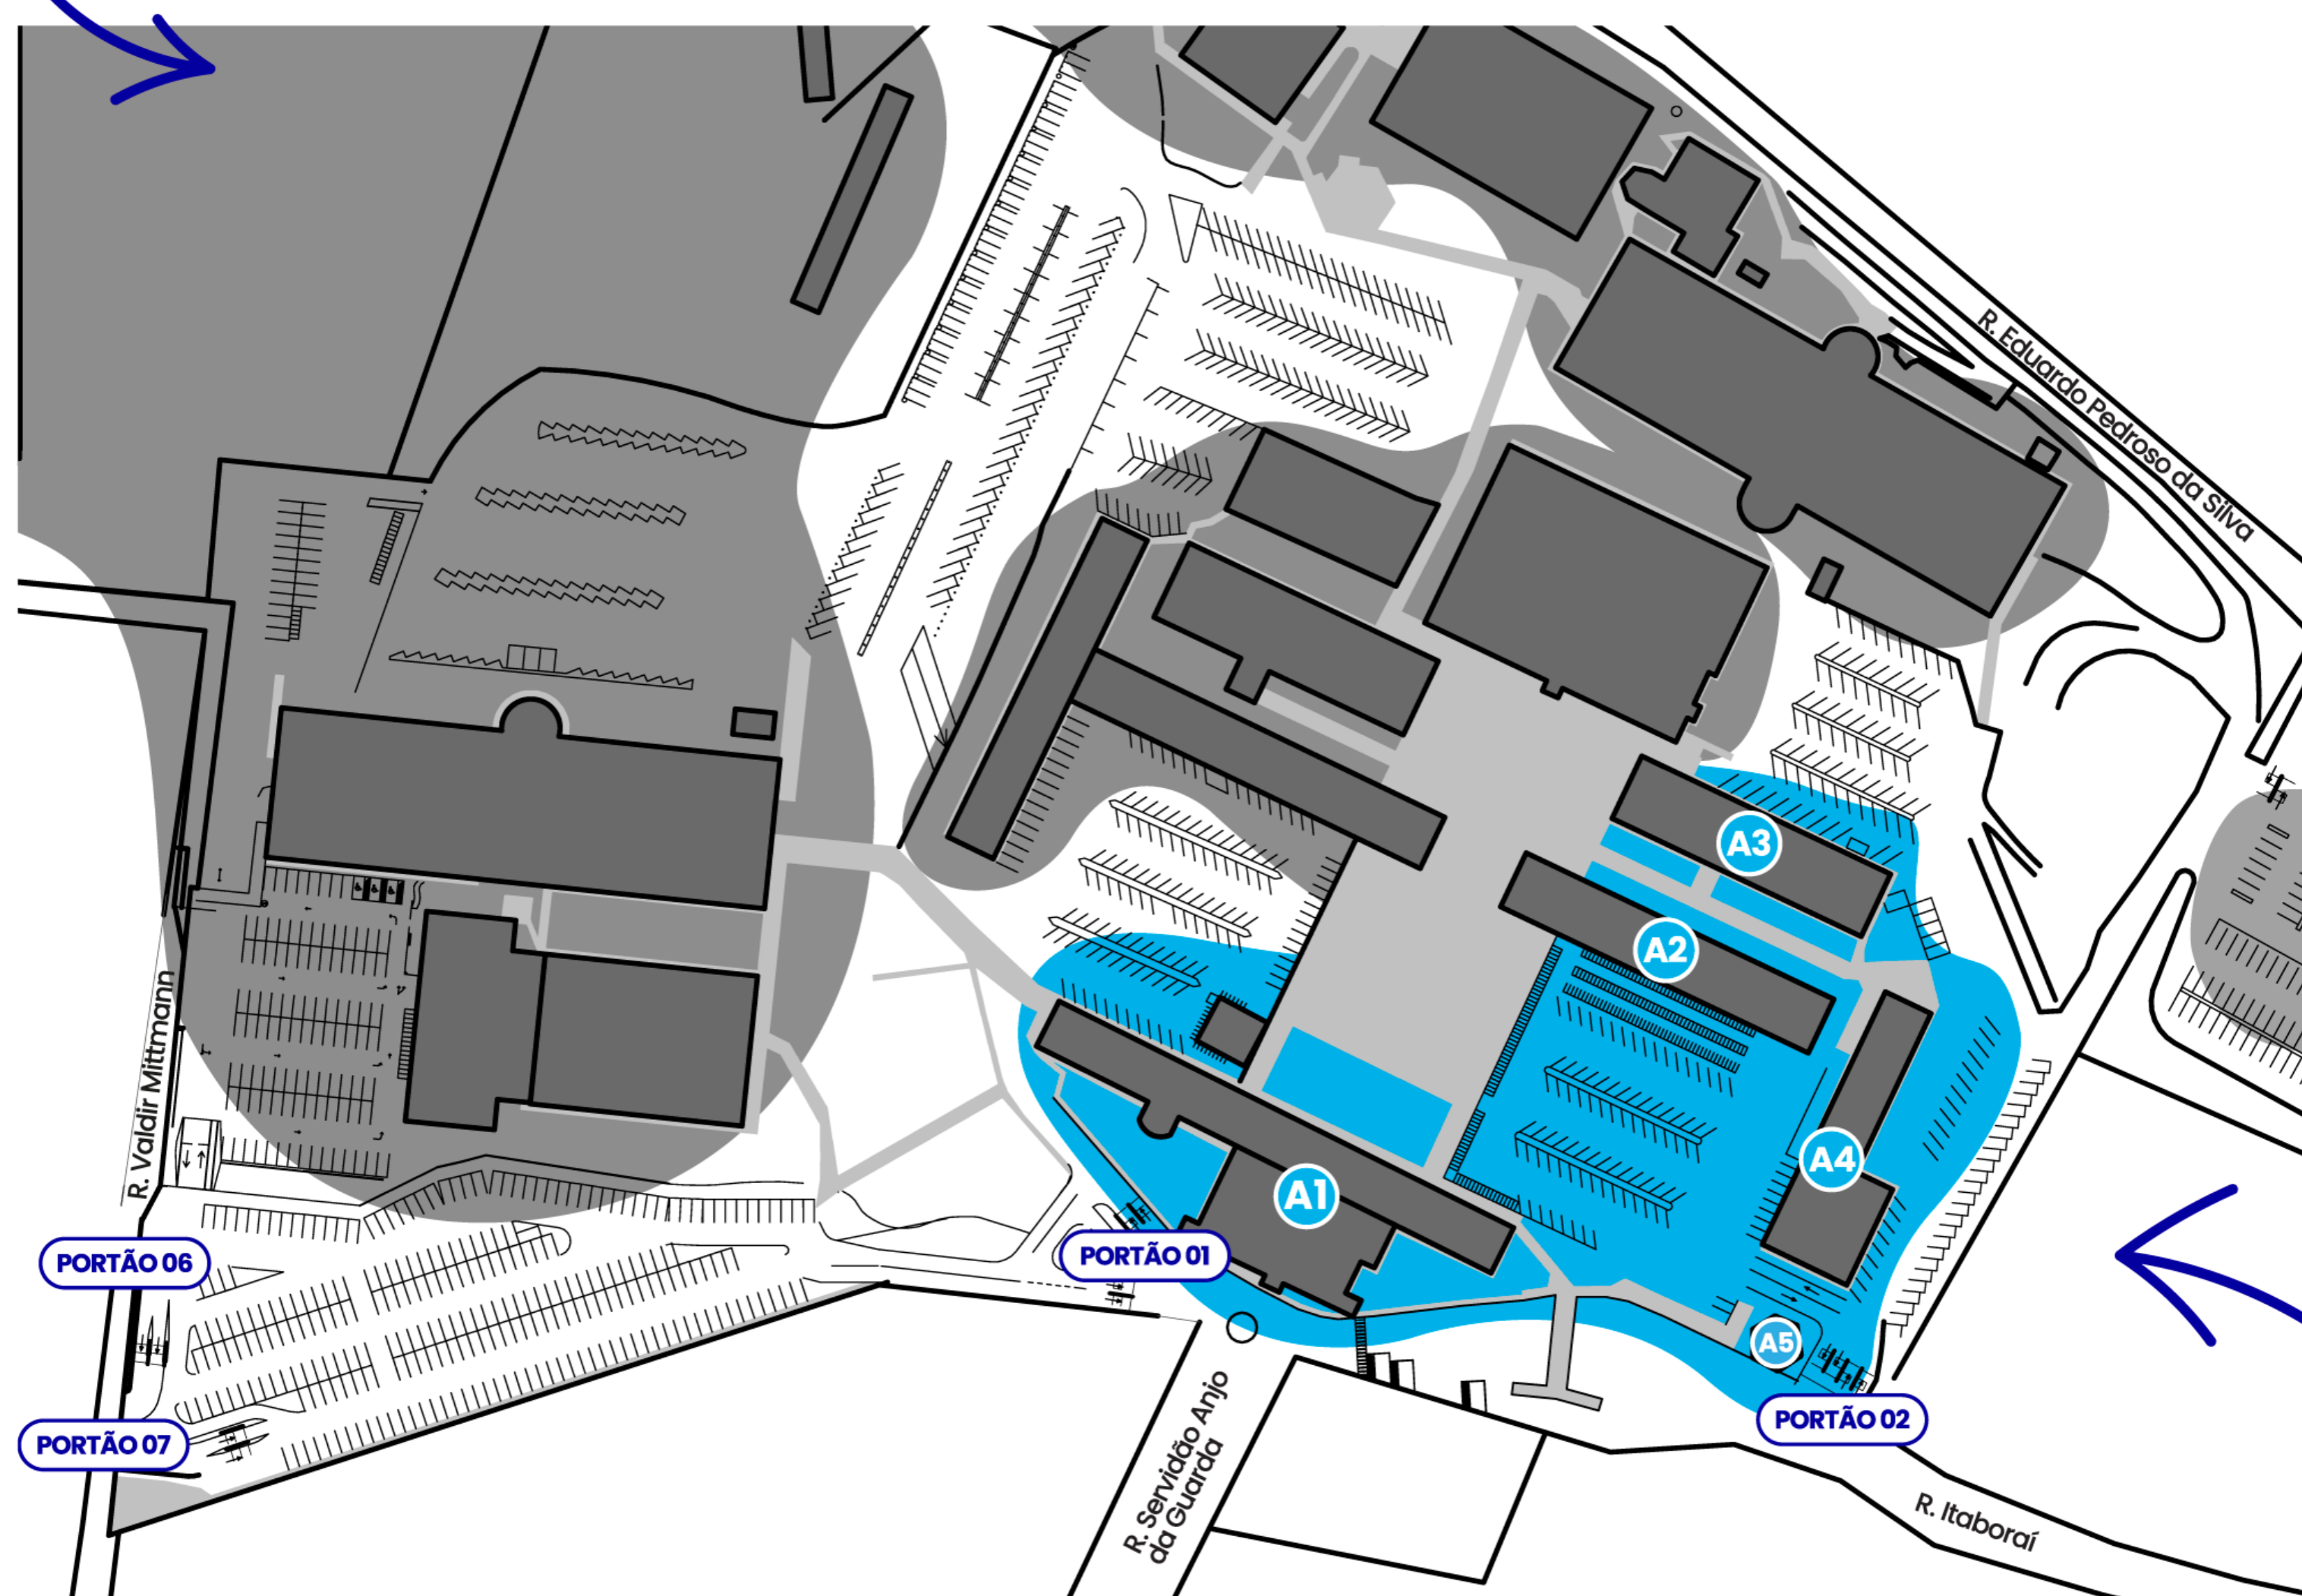 R. Eduardo Pedroso da Silva
A3
A2
R. Valdir Mittmann
A4
A1
PORTÃO 06
PORTÃO 01
A5
PORTÃO 02
PORTÃO 07
R. Servidão Anjo
da Guarda
R. Itaboraí